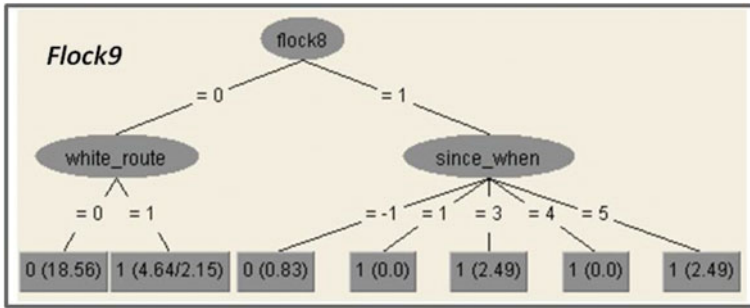 flock8
Flock9
= 0 = 1
white_route since_when
= 0 = 1 = -1 = 1 = 3 = 4 = 5
0 (18.56) 1 (4.64/2.15) 0 (0.83) 1 (0.0) 1 (2.49) 1 (0.0) 1 (2.49)